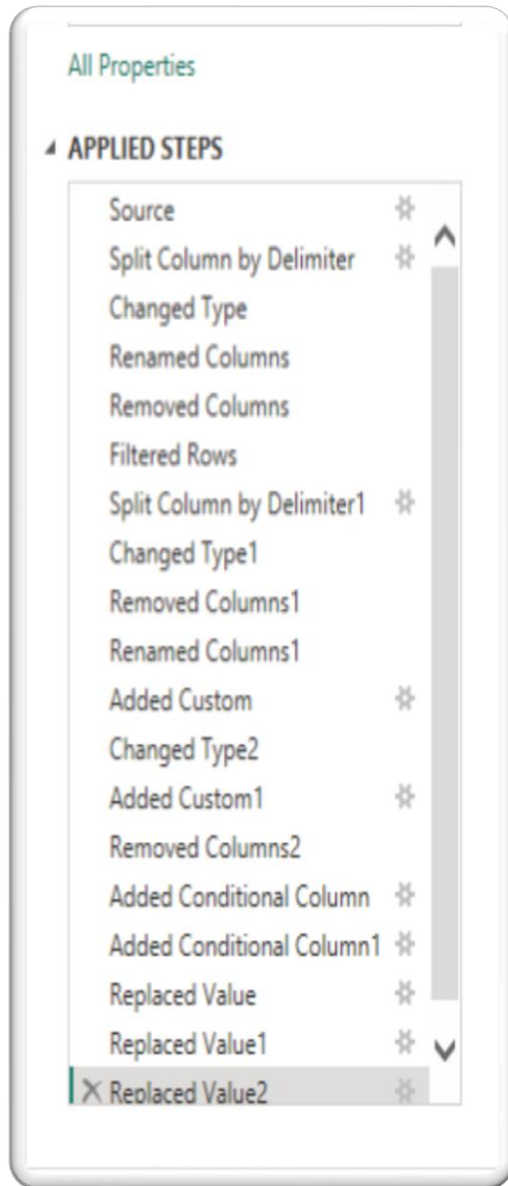 All Properties
APPLIED STEPS
Source
Split Column by Delimiter
Changed Type
Renamed Columns
Removed Columns
Filtered Rows
Split Column by Delimiter1
Changed Type1
Removed Columns1
Renamed Columns1
Added Custom
Changed Type2
Added Custom1
Removed Columns2
Added Conditional Column
Added Conditional Column1
Replaced Value
Replaced Value1
Replaced Value2